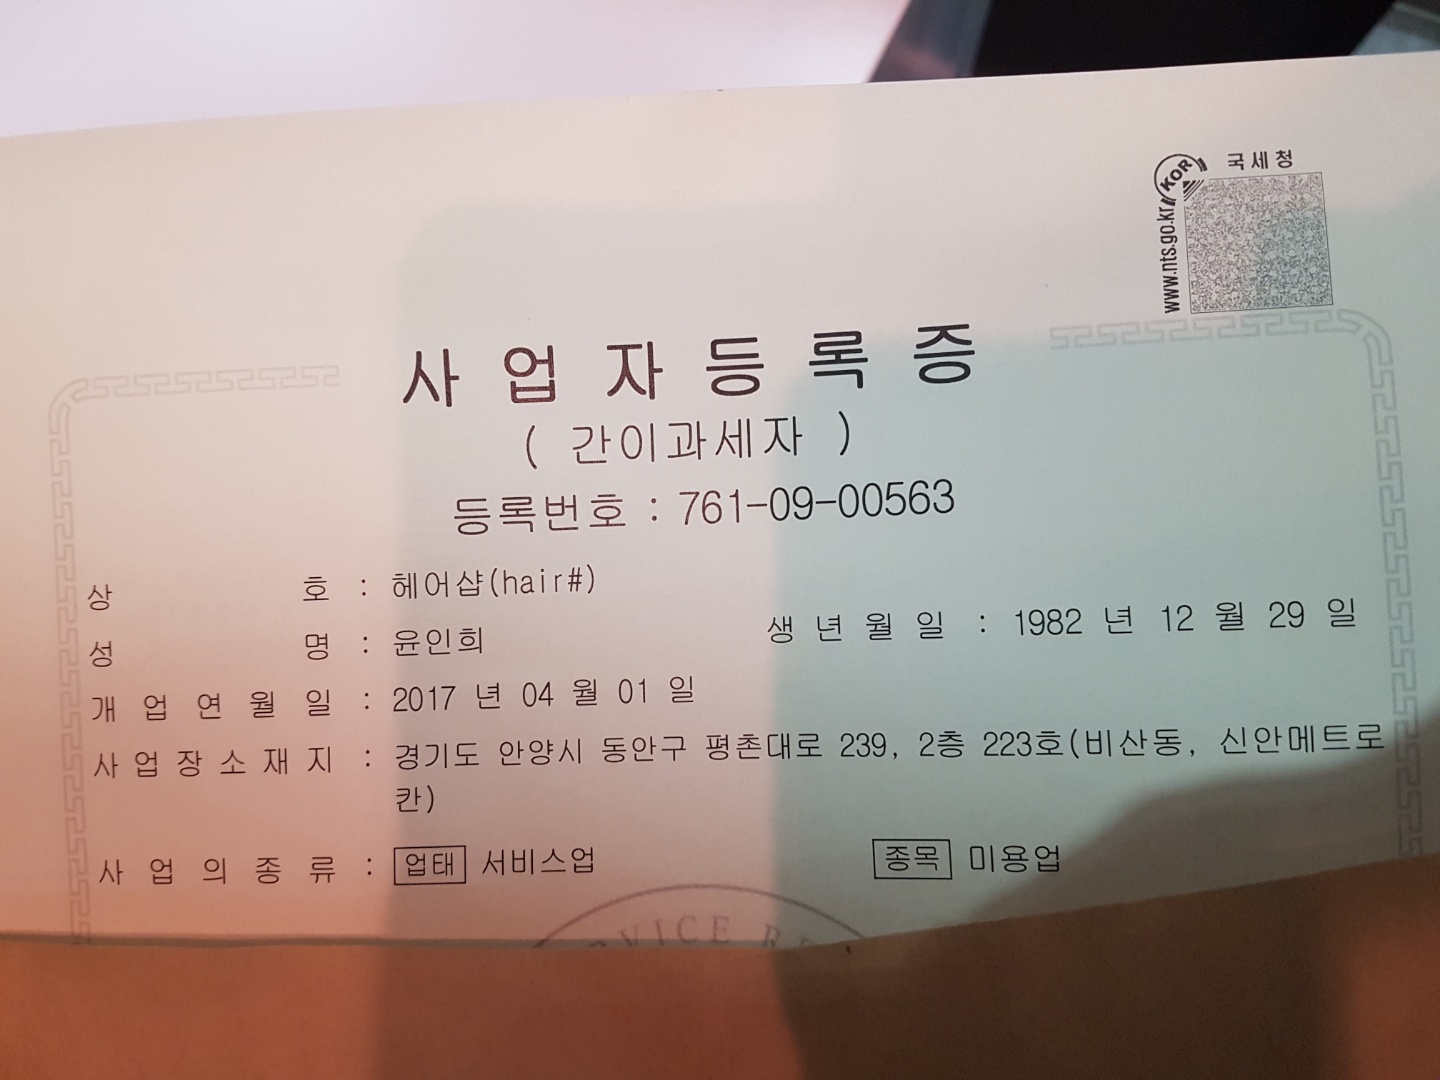 국세청
KOR
www.nts.go.kr
사업자등록증
( 간이과세자 )
등록번호 : 761-09-00563
상 호 : 헤어샵(hair#)
성 명 : 윤인희 생 년 월 일 : 1982 년 12 월 29 일
개 업 연 월 일 : 2017 년 04 월 01 일
사 업 장 소 재 지 : 경기도 안양시 동안구 평촌대로 239, 2층 223호(비산동, 신안메트로
칸)
사 업 의 종 류 : 업태 서비스업 종목 미용업